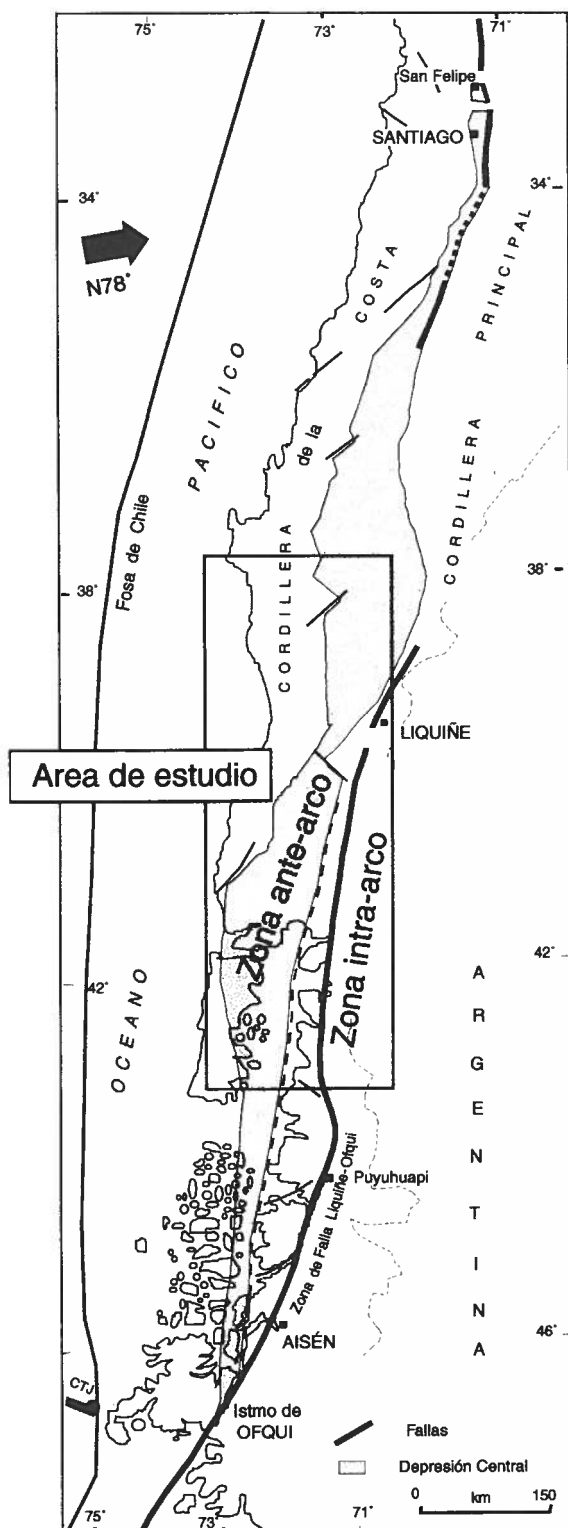 75°
73°
71°
San Felipe
SANTIAGO
34°
34°
N78°
COSTA
PRINCIPAL
PACIFICO
de la
CORDILLERA
Fosa de Chile
38°
38°
CORDILLERA
LIQUIÑE
Area de estudio
Zona ante-arco
Zona intra-arco
42°
42°
OCEANO
ARGENTINA
Puyuhuapi
Zona de Falla Liquiñe-Ofqui
46°
AISÉN
CTJ
Istmo de
OFQUI
Fallas
Depresión Central
75°
73°
71°
0 km 150